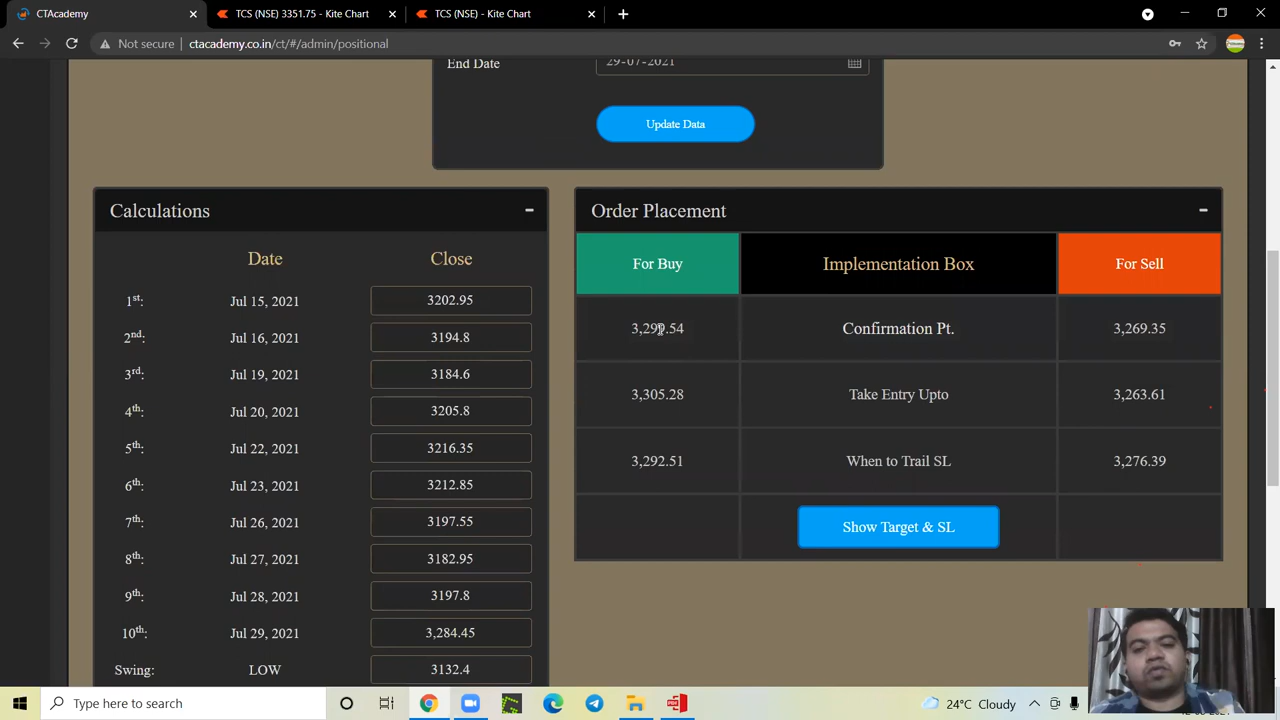 CTAcademy
TCS (NSE) 3351.75 - Kite Chart
TCS (NSE) - Kite Chart
Not secure ctacademy.co.in/ct/#/admin/positional
End Date
29-07-2021
Update Data
Calculations
Date Close
1st: Jul 15, 2021 3202.95
2nd: Jul 16, 2021 3194.8
3rd: Jul 19, 2021 3184.6
4th: Jul 20, 2021 3205.8
5th: Jul 22, 2021 3216.35
6th: Jul 23, 2021 3212.85
7th: Jul 26, 2021 3197.55
8th: Jul 27, 2021 3182.95
9th: Jul 28, 2021 3197.8
10th: Jul 29, 2021 3,284.45
Swing: LOW 3132.4
Order Placement
For Buy Implementation Box For Sell
Confirmation Pt. 3,269.35
3,305.28 Take Entry Upto 3,263.61
3,292.51 When to Trail SL 3,276.39
Show Target & SL
Type here to search
24°C Cloudy